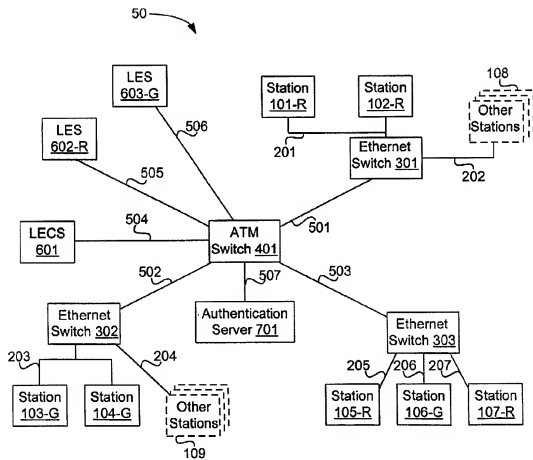 50
LES
603-G
506
Station
101-R
Station
102-R
108
Other
Stations
201
Ethernet
Switch 301
202
LES
602-R
505
504
LECS
601
ATM
Switch 401
501
502
507
503
Ethernet
Switch 302
Authentication
Server 701
Ethernet
Switch 303
203
204
205
206
207
Station
103-G
Station
104-G
Other
Stations
109
Station
105-R
Station
106-G
Station
107-R